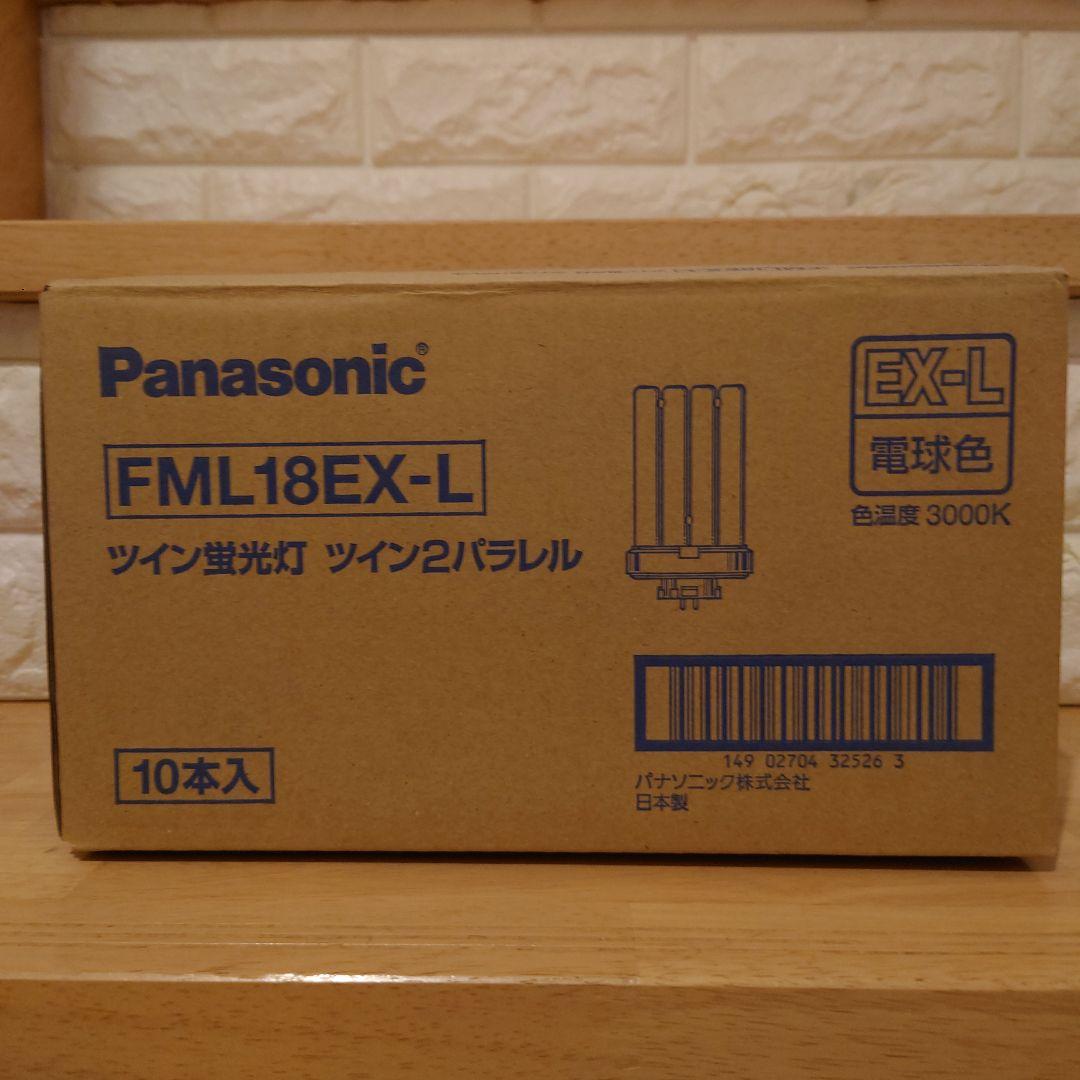 Panasonic®
FML18EX-L
ツイン蛍光灯 ツイン2パラレル
EX-L
電球色
色温度 3000K
10本入
149 02704 32526 3
パナソニック株式会社
日本製